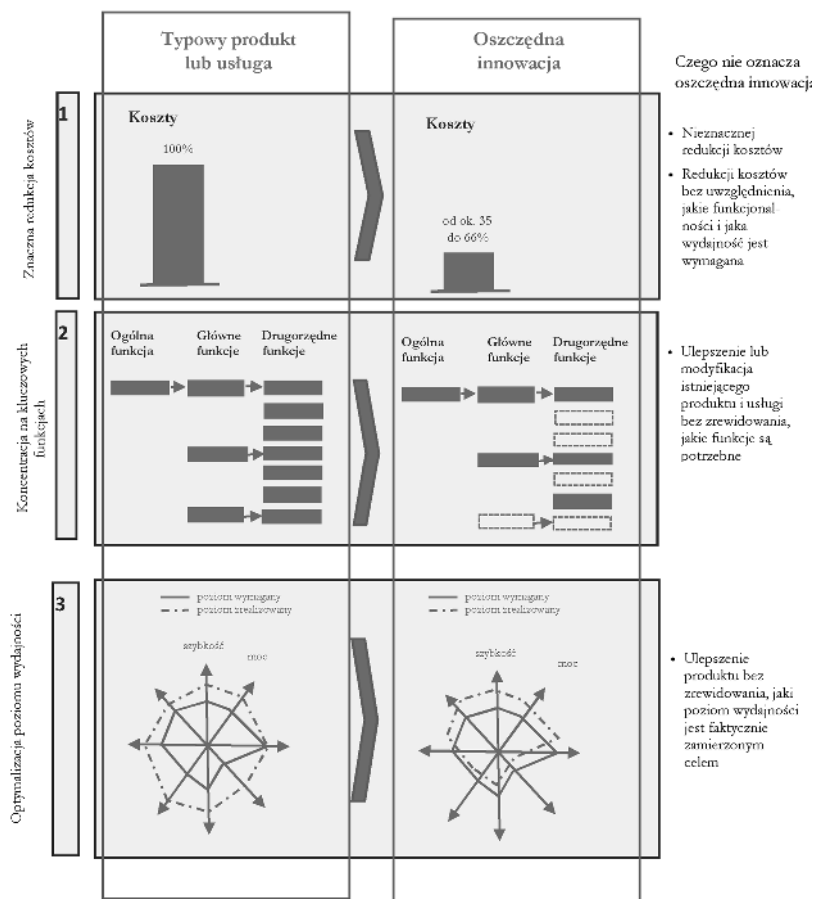 Typowy produkt
lub usługa
Oszczędna
innowacja
Czego nie oznacza
oszczędna innowacja
Znaczna redukcja kosztów
1
Koszty
100%
Koszty
od ok. 35
do 66%
• Nieznacznej
redukcji kosztów
• Redukcji kosztów
bez uwzględnienia,
jakie funkcjonal-
ności i jaka
wydajność jest
wymagana
Koncentracja na kluczowych
funkcjach
2
Ogólna
funkcja
Główne
funkcje
Drugorzędne
funkcje
Ogólna
funkcja
Główne
funkcje
Drugorzędne
funkcje
• Ulepszenie lub
modyfikacja
istniejącego
produktu i usługi
bez zrewidowania,
jakie funkcje są
potrzebne
Optymalizacja poziomu wydajności
3
poziom wymagany
poziom zrealizowany
szybkość
moc
poziom wymagany
poziom zrealizowany
szybkość
moc
• Ulepszenie
produktu bez
zrewidowania, jaki
poziom wydajności
jest faktycznie
zamierzonym
celem